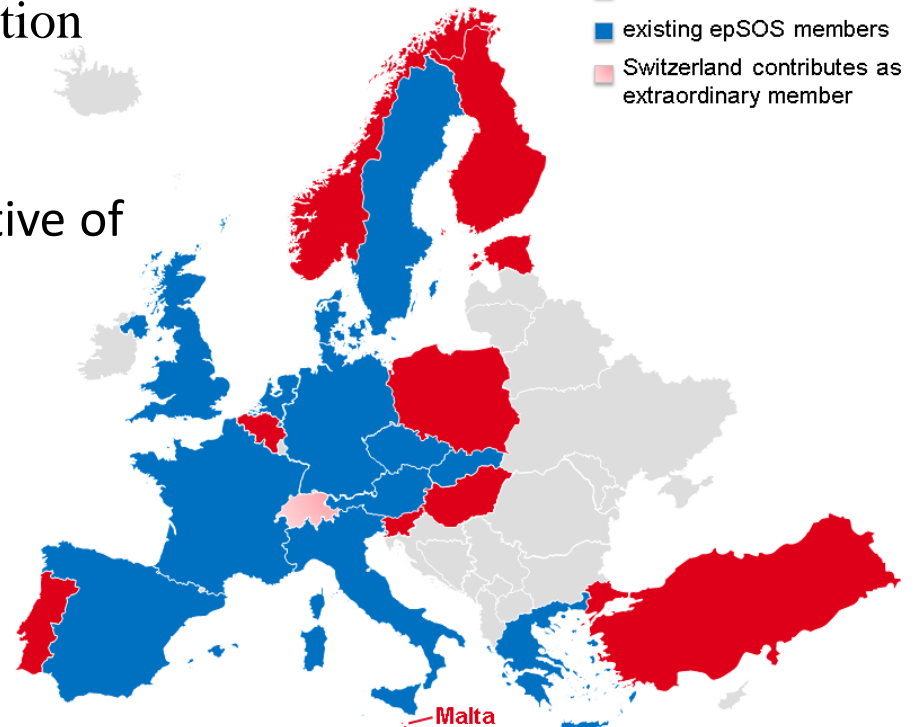 tion
existing epSOS members
Switzerland contributes as
extraordinary member
tive of
Malta